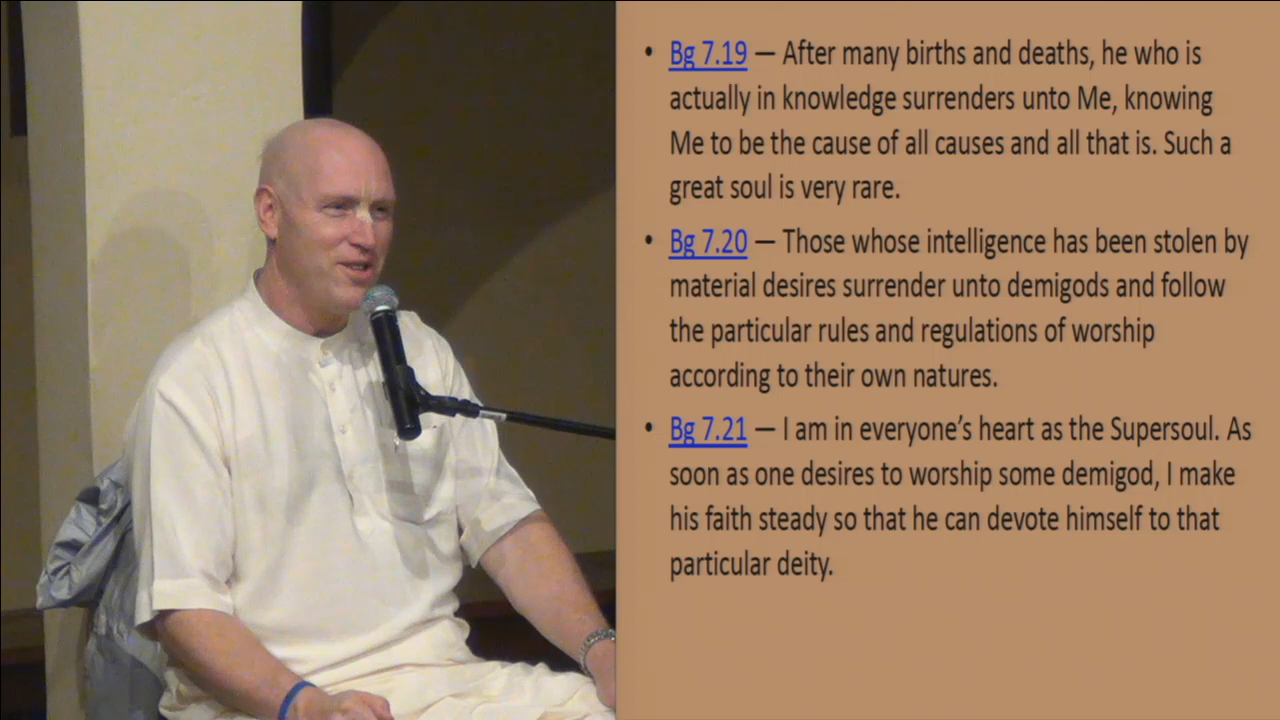 • Bg 7.19 — After many births and deaths, he who is
actually in knowledge surrenders unto Me, knowing
Me to be the cause of all causes and all that is. Such a
great soul is very rare.
• Bg 7.20 — Those whose intelligence has been stolen by
material desires surrender unto demigods and follow
the particular rules and regulations of worship
according to their own natures.
• Bg 7.21 — I am in everyone’s heart as the Supersoul. As
soon as one desires to worship some demigod, I make
his faith steady so that he can devote himself to that
particular deity.